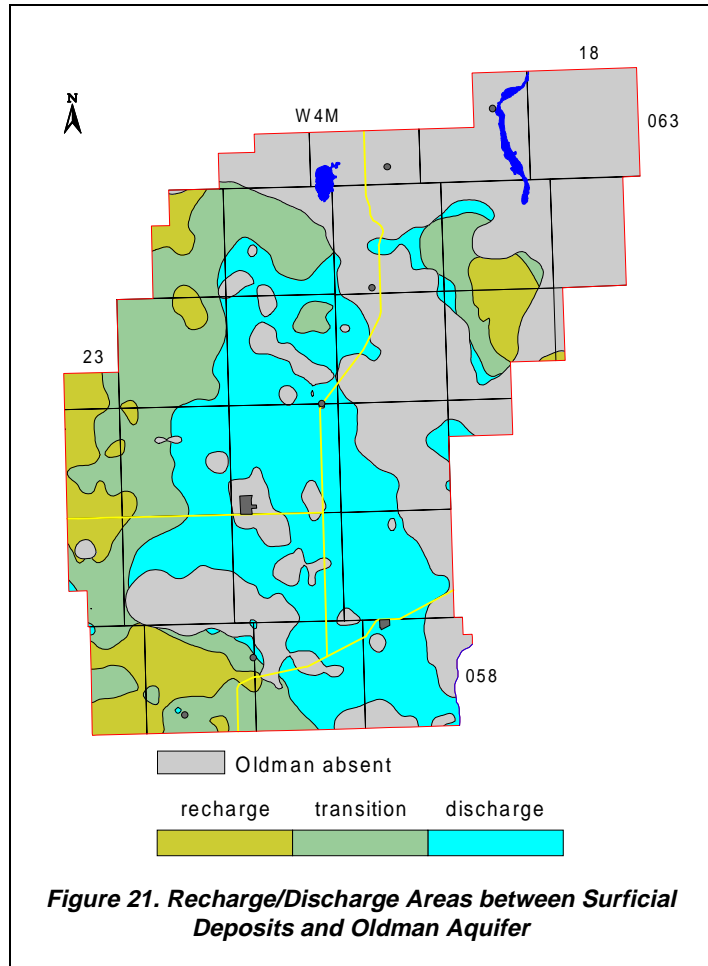 18
N
W4M
063
23
058
Oldman absent
recharge transition discharge
Figure 21. Recharge/Discharge Areas between Surficial
Deposits and Oldman Aquifer